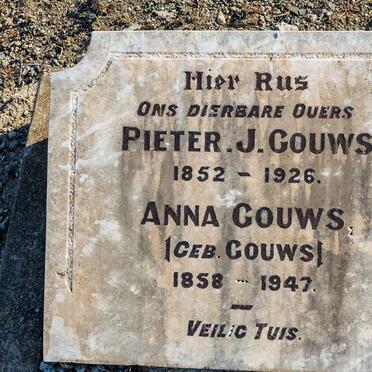 Hier Rus
Ons dierbare Ouers
Pieter. J. Gouws
1852 – 1926.
Anna Gouws,
(Geb. Gouws)
1858 – 1947.
–
Veilig Tuis.